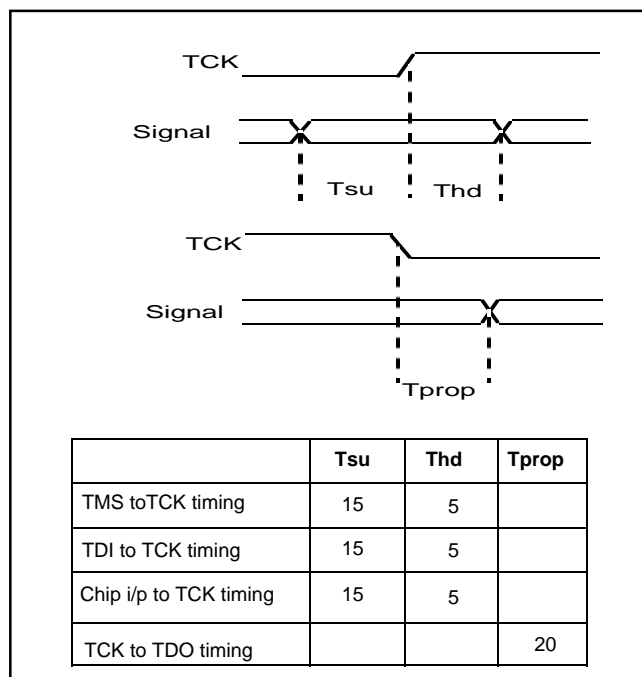 TCK
Signal
Tsu Thd
TCK
Signal
Tprop
Tsu Thd Tprop
TMS toTCK timing 15 5
TDI to TCK timing 15 5
Chip i/p to TCK timing 15 5
TCK to TDO timing 20